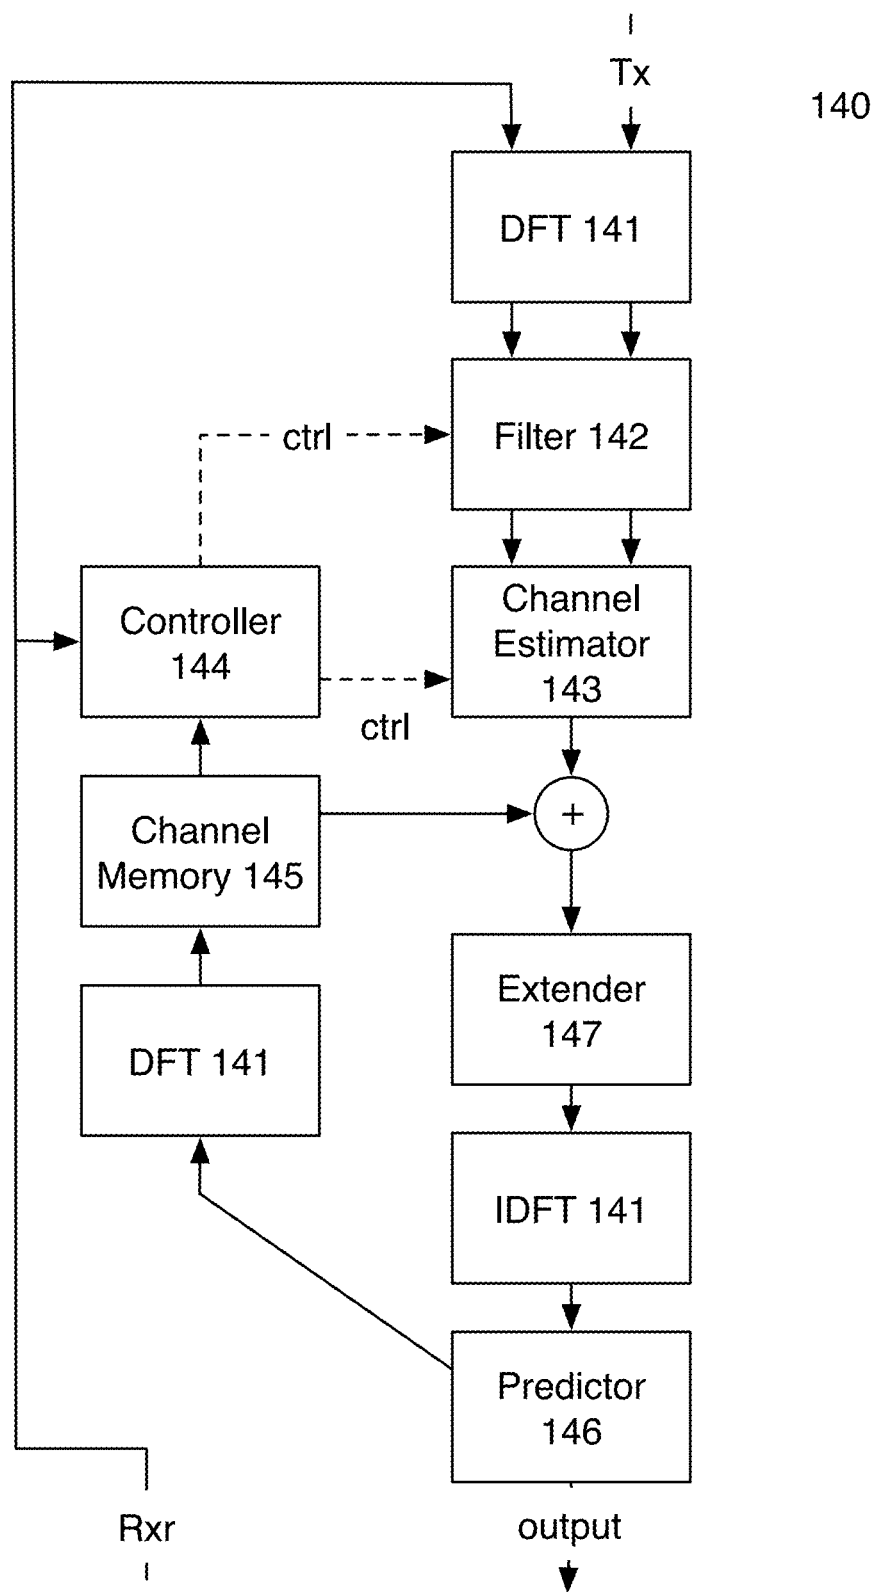 Tx
140
DFT 141
ctrl
Filter 142
Controller
144
Channel
Estimator
143
ctrl
Channel
Memory 145
+
Extender
147
DFT 141
IDFT 141
Predictor
146
Rxr
output